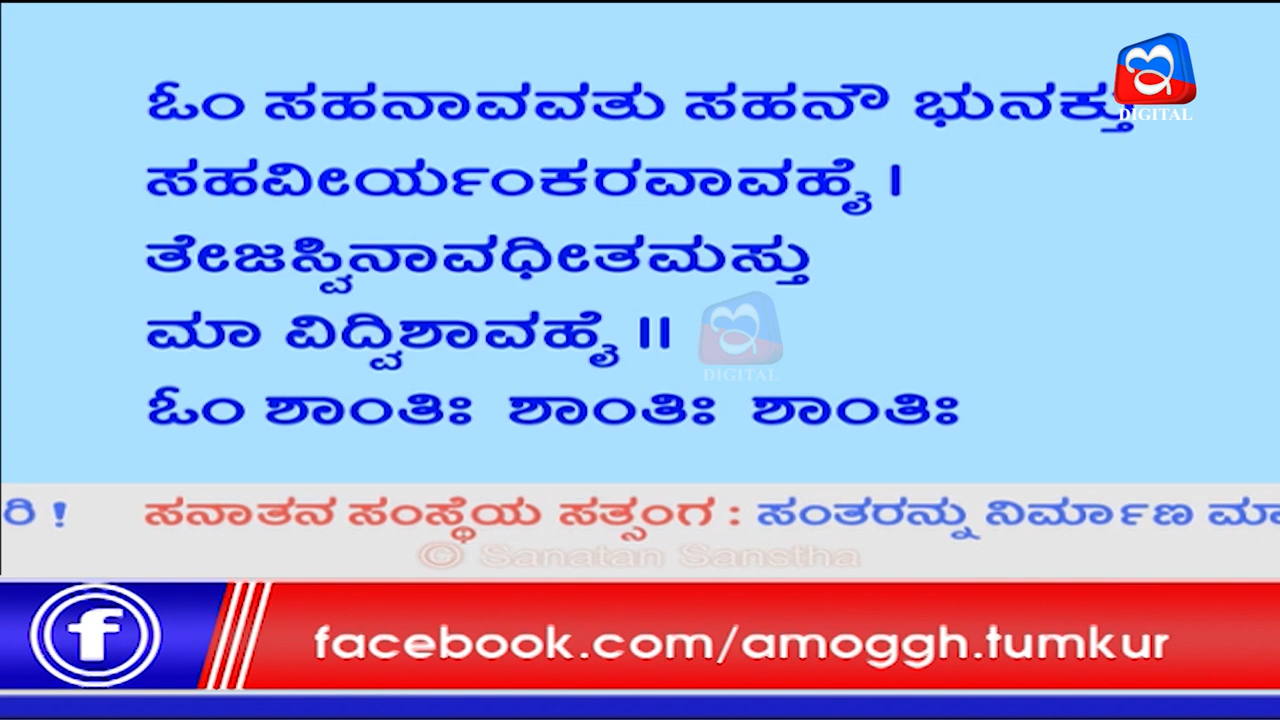 ಓಂ ಸಹನಾವವತು ಸಹನೌ ಭುನಕ್ತು
ಸಹವೀರ್ಯಂಕರವಾವಹೈ ।
ತೇಜಸ್ವಿನಾವಧೀತಮಸ್ತು
ಮಾ ವಿದ್ವಿಶಾವಹೈ ॥
ಓಂ ಶಾಂತಿಃ ಶಾಂತಿಃ ಶಾಂತಿಃ
DIGITAL
DIGITAL
ರಿ ! ಸನಾತನ ಸಂಸ್ಥೆಯ ಸತ್ಸಂಗ : ಸಂತರನ್ನು ನಿರ್ಮಾಣ ಮಾ
© Sanatan Sanstha
facebook.com/amoggh.tumkur